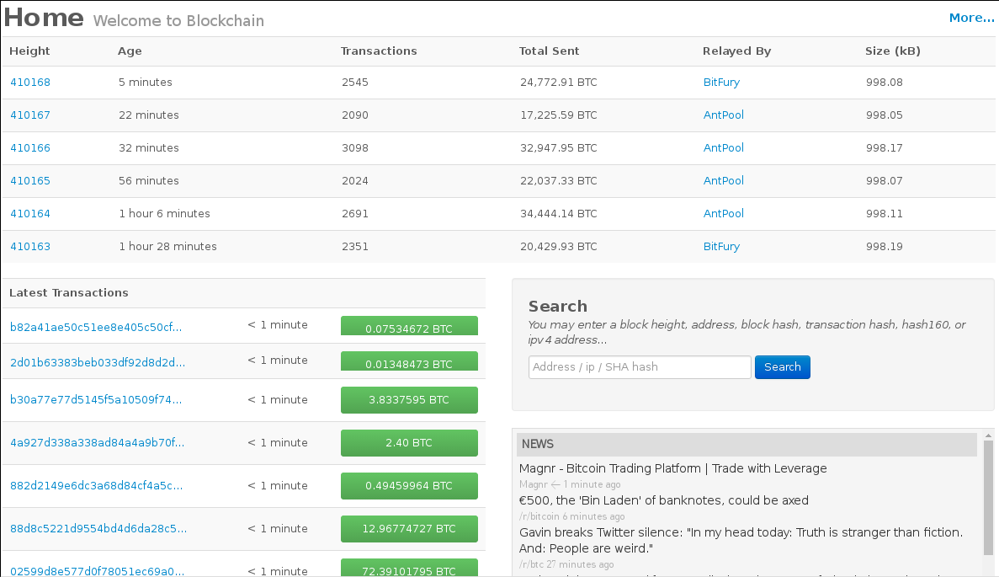 Home Welcome to Blockchain More...
Height Age Transactions Total Sent Relayed By Size (kB)
410168 5 minutes 2545 24,772.91 BTC BitFury 998.08
410167 22 minutes 2090 17,225.59 BTC AntPool 998.05
410166 32 minutes 3098 32,947.95 BTC AntPool 998.17
410165 56 minutes 2024 22,037.33 BTC AntPool 998.07
410164 1 hour 6 minutes 2691 34,444.14 BTC AntPool 998.11
410163 1 hour 28 minutes 2351 20,429.93 BTC BitFury 998.19
Latest Transactions
b82a41ae50c51ee8e405c50cf... < 1 minute 0.07534672 BTC
2d01b63383beb033df92d8d2d... < 1 minute 0.01348473 BTC
b30a77e77d5145f5a10509f74... < 1 minute 3.8337595 BTC
4a927d338a338ad84a4a9b70f... < 1 minute 2.40 BTC
882d2149e6dc3a68d84cf4a5c... < 1 minute 0.49459964 BTC
88d8c5221d9554bd4d6da28c5... < 1 minute 12.96774727 BTC
02599d8e577d0f78051ec69a0... < 1 minute 72.39101795 BTC
Search
You may enter a block height, address, block hash, transaction hash, hash160, or
ipv4 address...
Address / ip / SHA hash Search
NEWS
Magnr - Bitcoin Trading Platform | Trade with Leverage
Magnr ← 1 minute ago
€500, the 'Bin Laden' of banknotes, could be axed
/r/bitcoin 6 minutes ago
Gavin breaks Twitter silence: "In my head today: Truth is stranger than fiction.
And: People are weird."
/r/btc 27 minutes ago